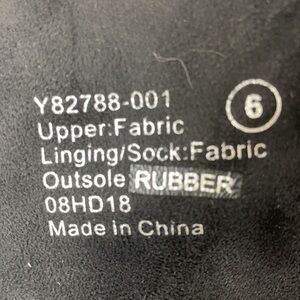 Y82788-001 6
Upper:Fabric
Linging/Sock:Fabric
Outsole:RUBBER
08HD18
Made in China